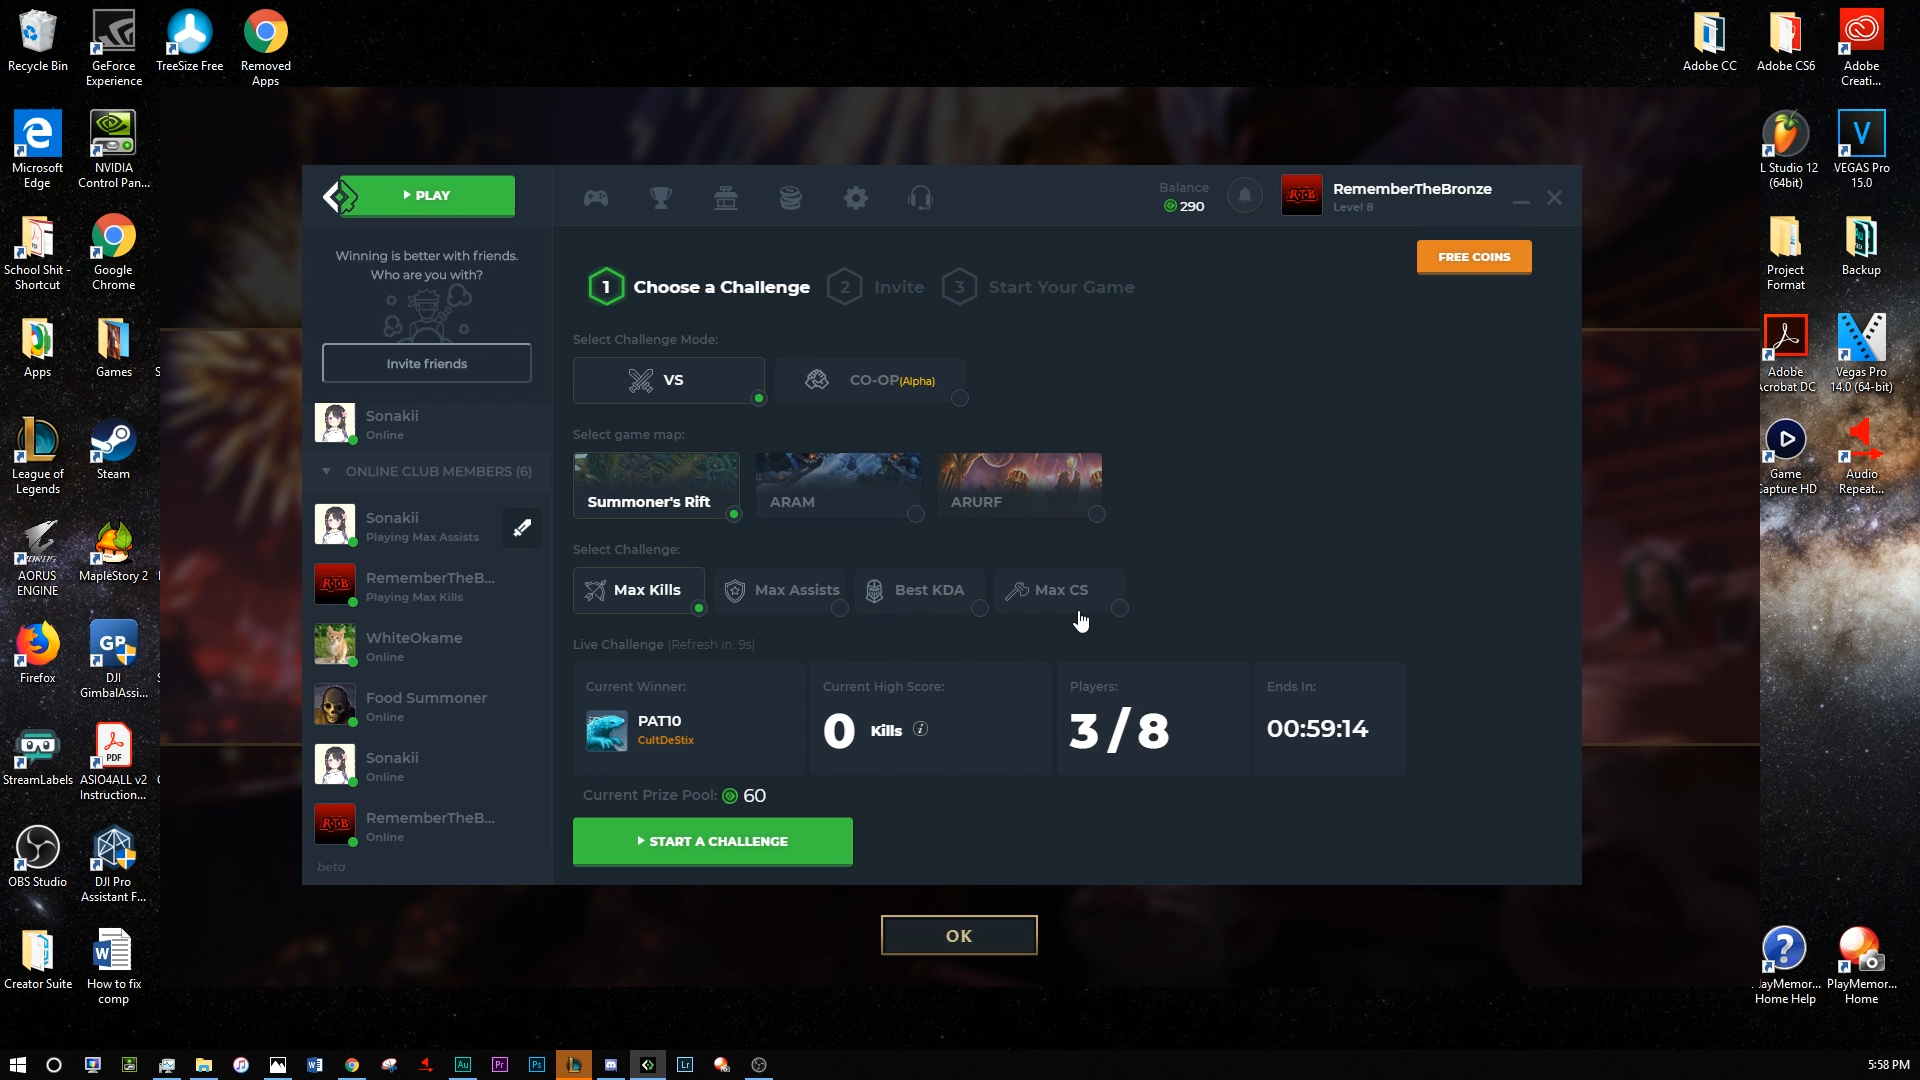 Recycle Bin
GeForce
Experience
TreeSize Free
Removed
Apps
Adobe CC
Adobe CS6
Adobe
Creati...
Microsoft
Edge
NVIDIA
Control Pan...
L Studio 12
(64bit)
VEGAS Pro
15.0
School Shit -
Shortcut
Google
Chrome
Project
Format
Backup
Apps
Games
Adobe
Acrobat DC
Vegas Pro
14.0 (64-bit)
League of
Legends
Steam
Game
Capture HD
Audio
Repeat...
AORUS
ENGINE
MapleStory 2
Firefox
DJI
GimbalAssi...
StreamLabels
ASIO4ALL v2
Instruction...
OBS Studio
DJI Pro
Assistant F...
Creator Suite
How to fix
comp
PlayMemor...
Home Help
PlayMemor...
Home
PLAY
Balance
290
RememberTheBronze
Level 8
FREE COINS
Winning is better with friends.
Who are you with?
Invite friends
Sonakii
Online
ONLINE CLUB MEMBERS (6)
Sonakii
Playing Max Assists
RememberTheB...
Playing Max Kills
WhiteOkame
Online
Food Summoner
Online
Sonakii
Online
RememberTheB...
Online
beta
1 Choose a Challenge 2 Invite 3 Start Your Game
Select Challenge Mode:
VS
CO-OP(Alpha)
Select game map:
Summoner's Rift
ARAM
ARURF
Select Challenge:
Max Kills
Max Assists
Best KDA
Max CS
Live Challenge (Refresh in: 9s)
Current Winner:
PAT10
CultDeStix
Current High Score:
0 Kills
Players:
3/8
Ends In:
00:59:14
Current Prize Pool: 60
START A CHALLENGE
OK
5:58 PM